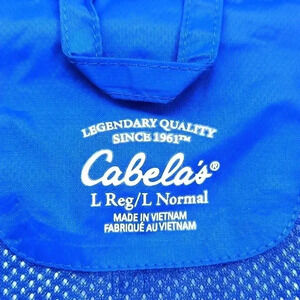 LEGENDARY QUALITY
SINCE 1961™
Cabela's®
L Reg/L Normal
MADE IN VIETNAM
FABRIQUÉ AU VIETNAM